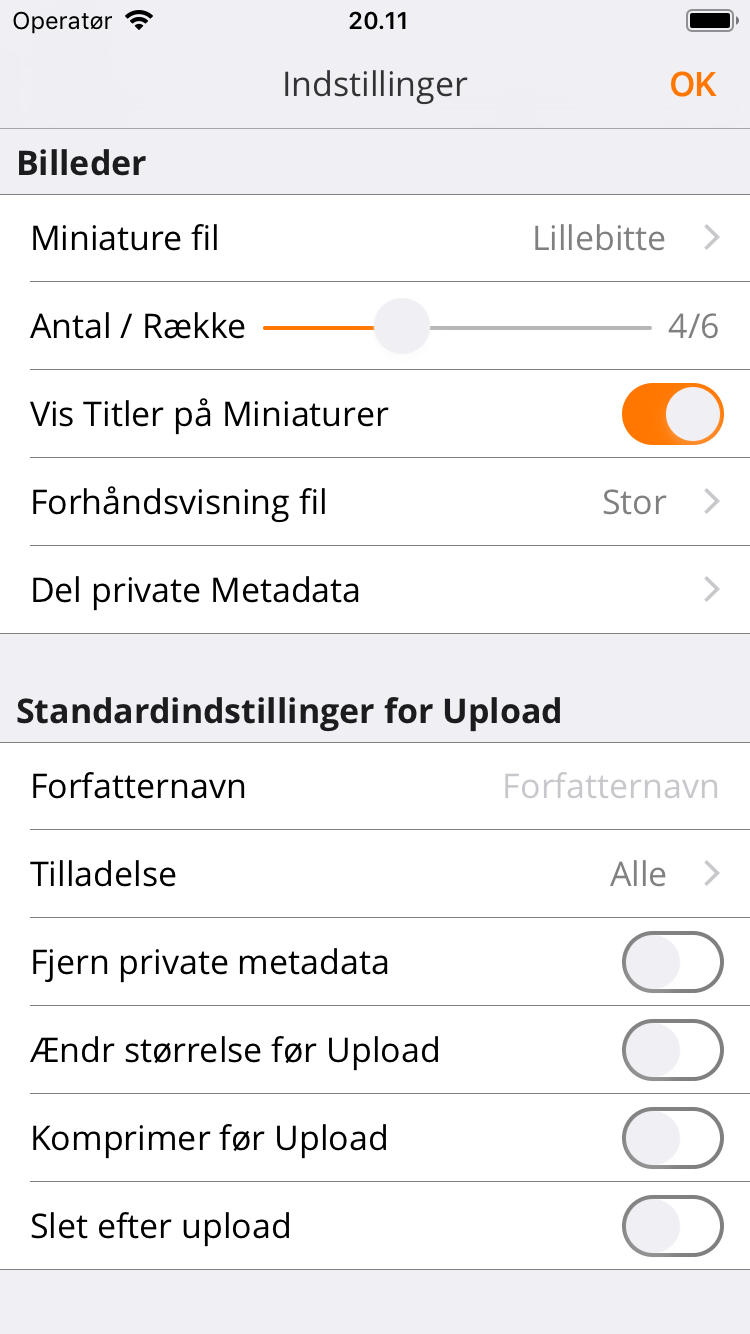 Operatør 20.11
Indstillinger OK
Billeder
Miniature fil Lillebitte
Antal / Række 4/6
Vis Titler på Miniaturer
Forhåndsvisning fil Stor
Del private Metadata
Standardindstillinger for Upload
Forfatternavn Forfatternavn
Tilladelse Alle
Fjern private metadata
Ændr størrelse før Upload
Komprimer før Upload
Slet efter upload